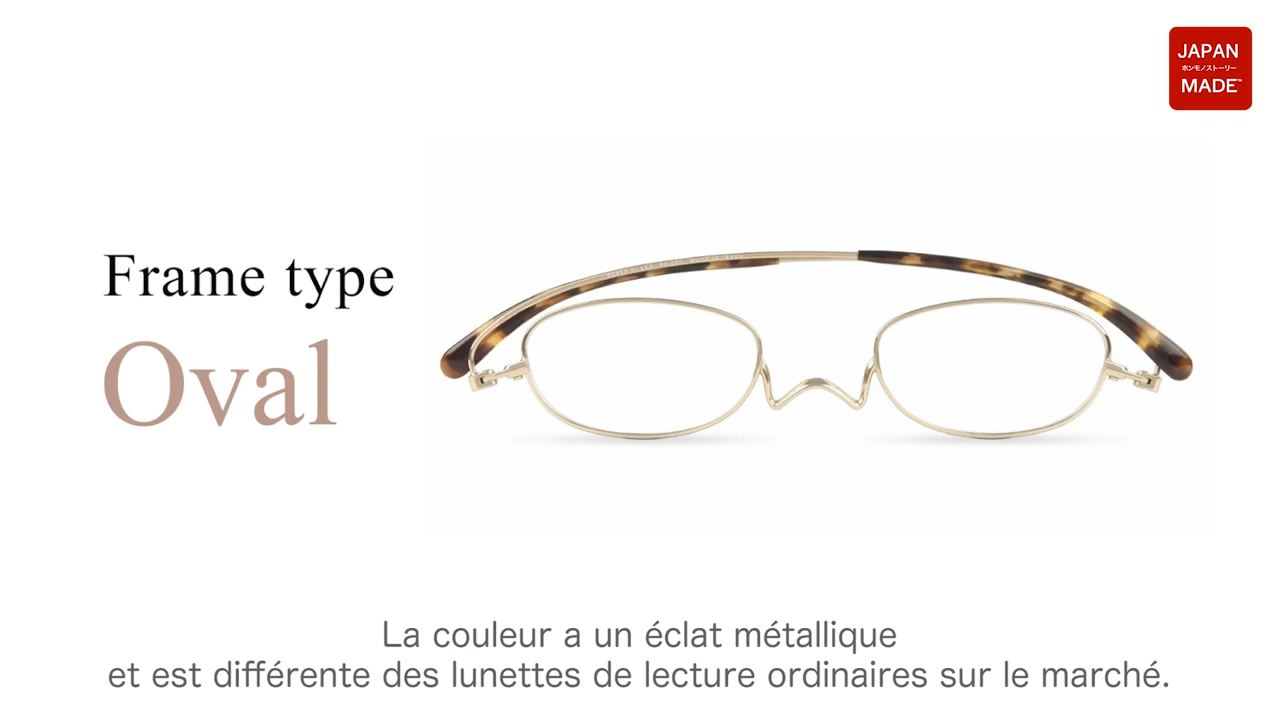 JAPAN
ホンモノストーリー
MADE™
Frame type
Oval
La couleur a un éclat métallique
et est différente des lunettes de lecture ordinaires sur le marché.